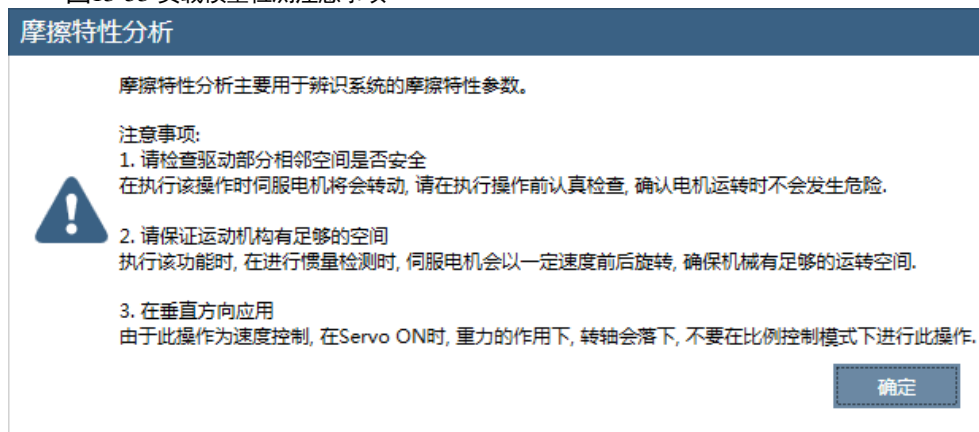 摩擦特性分析
摩擦特性分析主要用于辨识系统的摩擦特性参数。
注意事项:
1. 请检查驱动部分相邻空间是否安全
在执行该操作时伺服电机将会转动, 请在执行操作前认真检查, 确认电机运转时不会发生危险.
2. 请保证运动机构有足够的空间
执行该功能时, 在进行惯量检测时, 伺服电机会以一定速度前后旋转, 确保机械有足够的运转空间.
3. 在垂直方向应用
由于此操作为速度控制, 在Servo ON时, 重力的作用下, 转轴会落下, 不要在比例控制模式下进行此操作.
确定